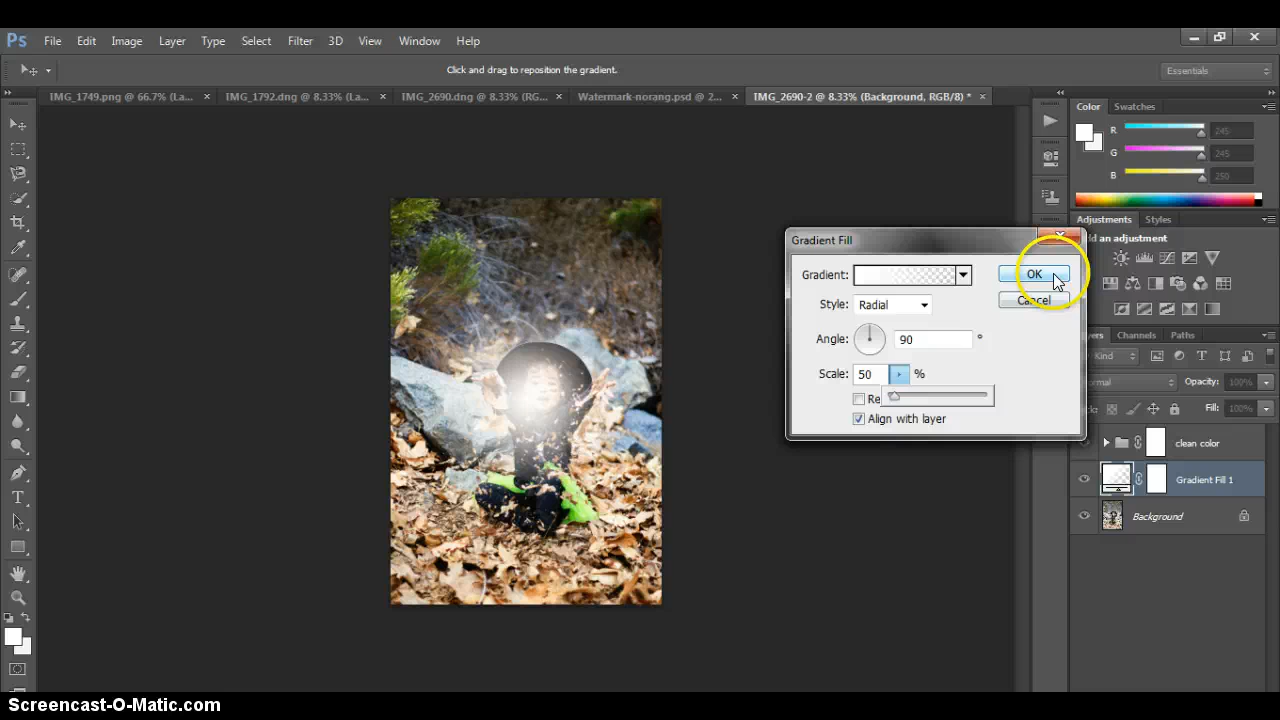 Ps File Edit Image Layer Type Select Filter 3D View Window Help
Click and drag to reposition the gradient.
Essentials
IMG_1749.png @ 66.7% (La... × IMG_1792.dng @ 8.33% (La... × IMG_2690.dng @ 8.33% (RG... × Watermark-norang.psd @ 2... × IMG_2690-2 @ 8.33% (Background, RGB/8) * ×
Color Swatches
R 245
G 245
B 250
Adjustments Styles
dd an adjustment
Gradient Fill
Gradient:
OK
Style: Radial
Cancel
Angle: 90 °
Scale: 50 %
Re
Align with layer
yers Channels Paths
Kind
ormal Opacity: 100%
Fill: 100%
clean color
Gradient Fill 1
Background
T
Screencast-O-Matic.com